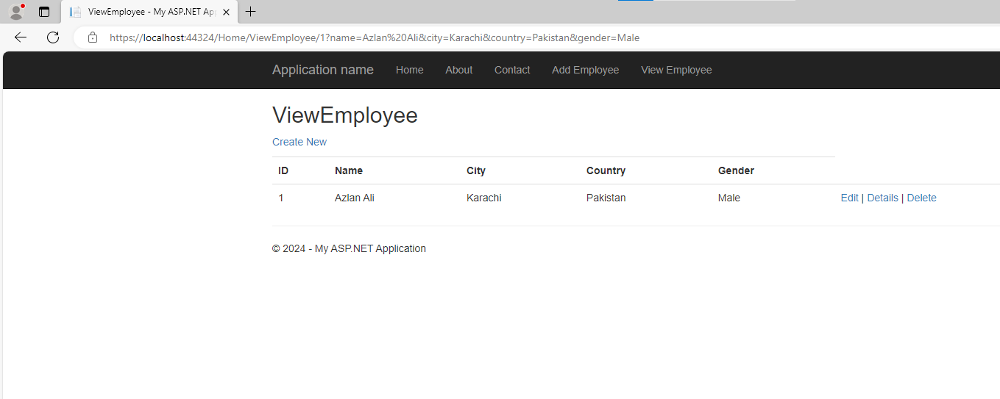 ViewEmployee - My ASP.NET Ap
https://localhost:44324/Home/ViewEmployee/1?name=Azlan%20Ali&city=Karachi&country=Pakistan&gender=Male
Application name Home About Contact Add Employee View Employee
ViewEmployee
Create New
ID Name City Country Gender
1 Azlan Ali Karachi Pakistan Male Edit | Details | Delete
© 2024 - My ASP.NET Application